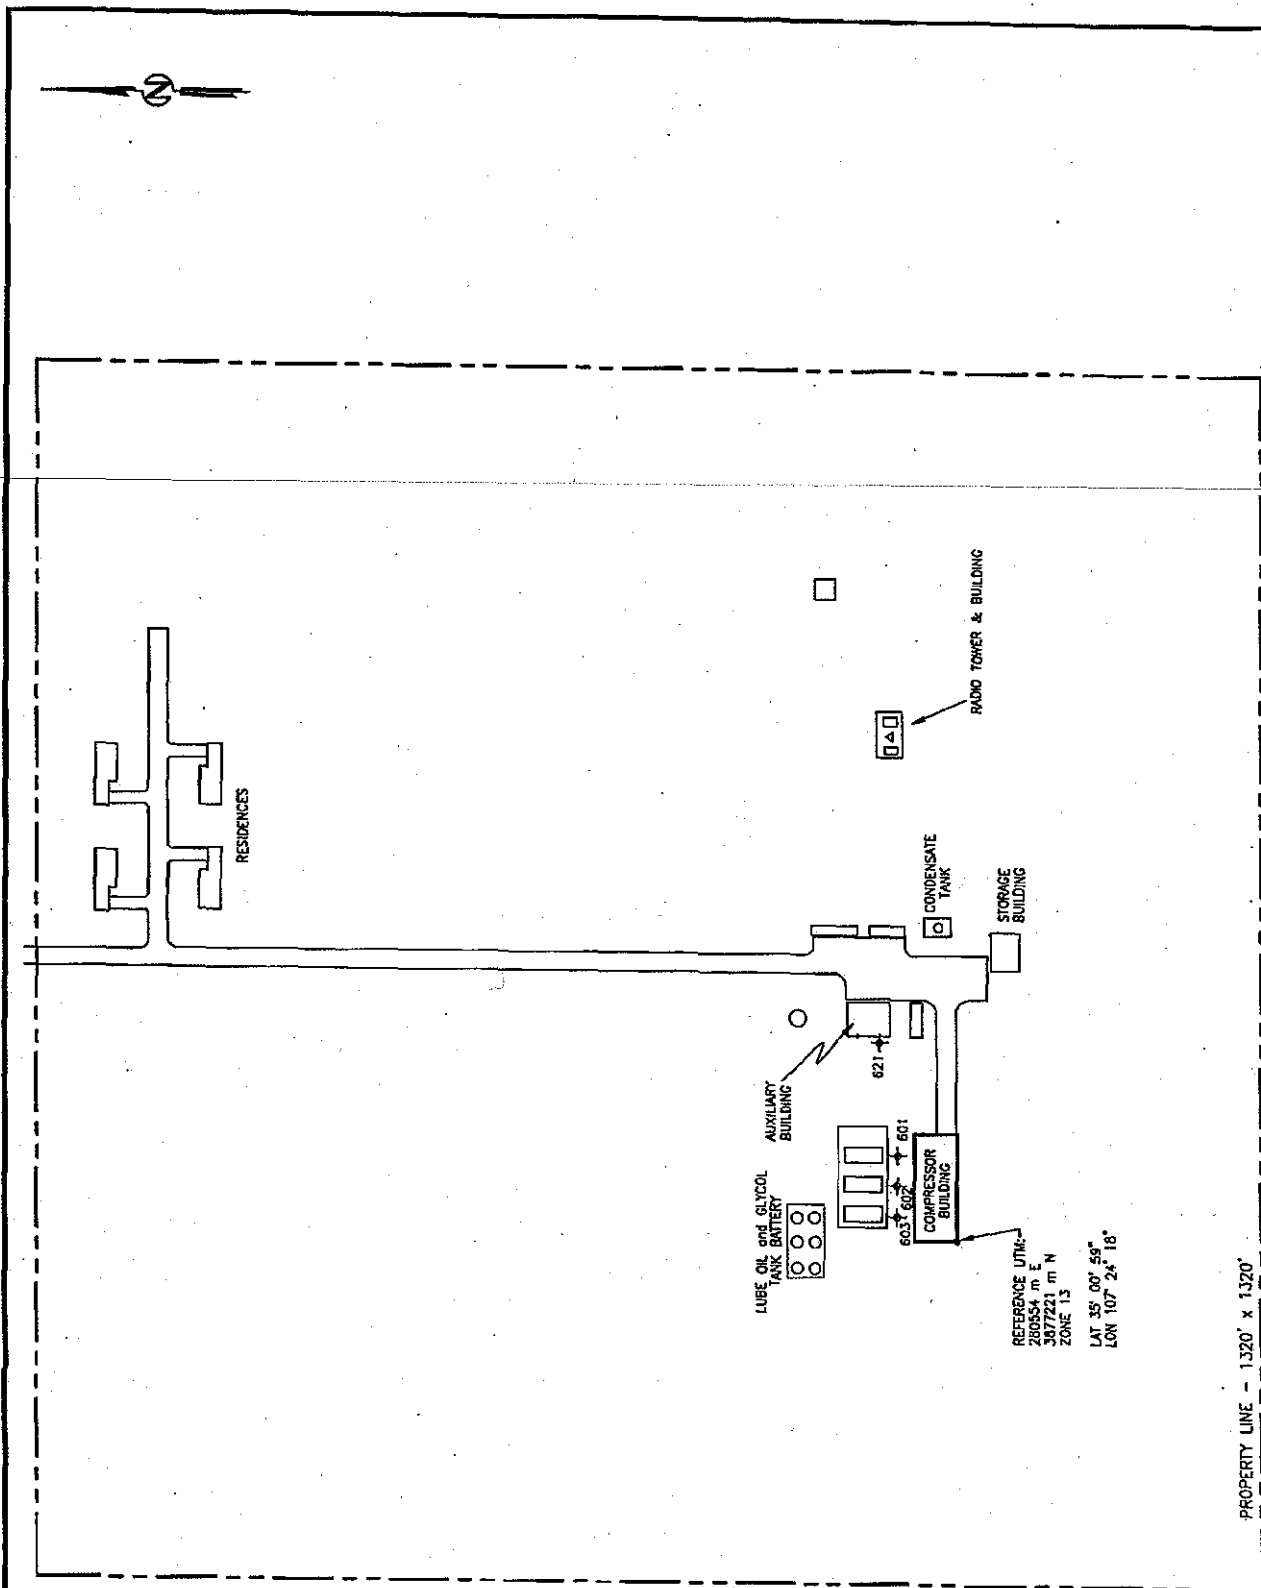 N
RESIDENCES
RADIO TOWER & BUILDING
CONDENSATE
TANK
STORAGE
BUILDING
AUXILIARY
BUILDING
621
LUBE OIL and GLYCOL
TANK BATTERY
601
602
603
COMPRESSOR
BUILDING
REFERENCE UTM:
280554 m E
3877221 m N
ZONE 13
LAT 35° 00' 59"
LON 107° 24' 18"
PROPERTY LINE - 1320' x 1320'